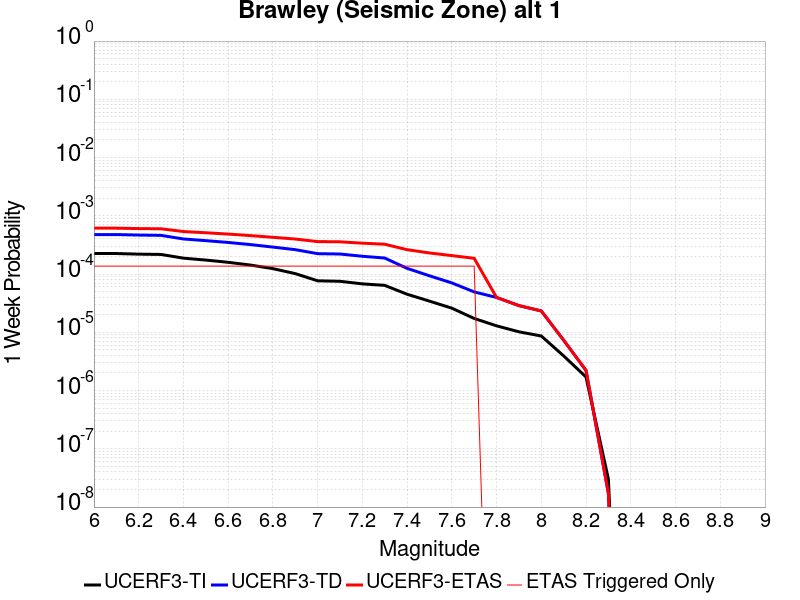 Brawley (Seismic Zone) alt 1
10^0
10^-1
10^-2
10^-3
10^-4
10^-5
10^-6
10^-7
10^-8
1 Week Probability
6 6.2 6.4 6.6 6.8 7 7.2 7.4 7.6 7.8 8 8.2 8.4 8.6 8.8 9
Magnitude
UCERF3-TI UCERF3-TD UCERF3-ETAS ETAS Triggered Only